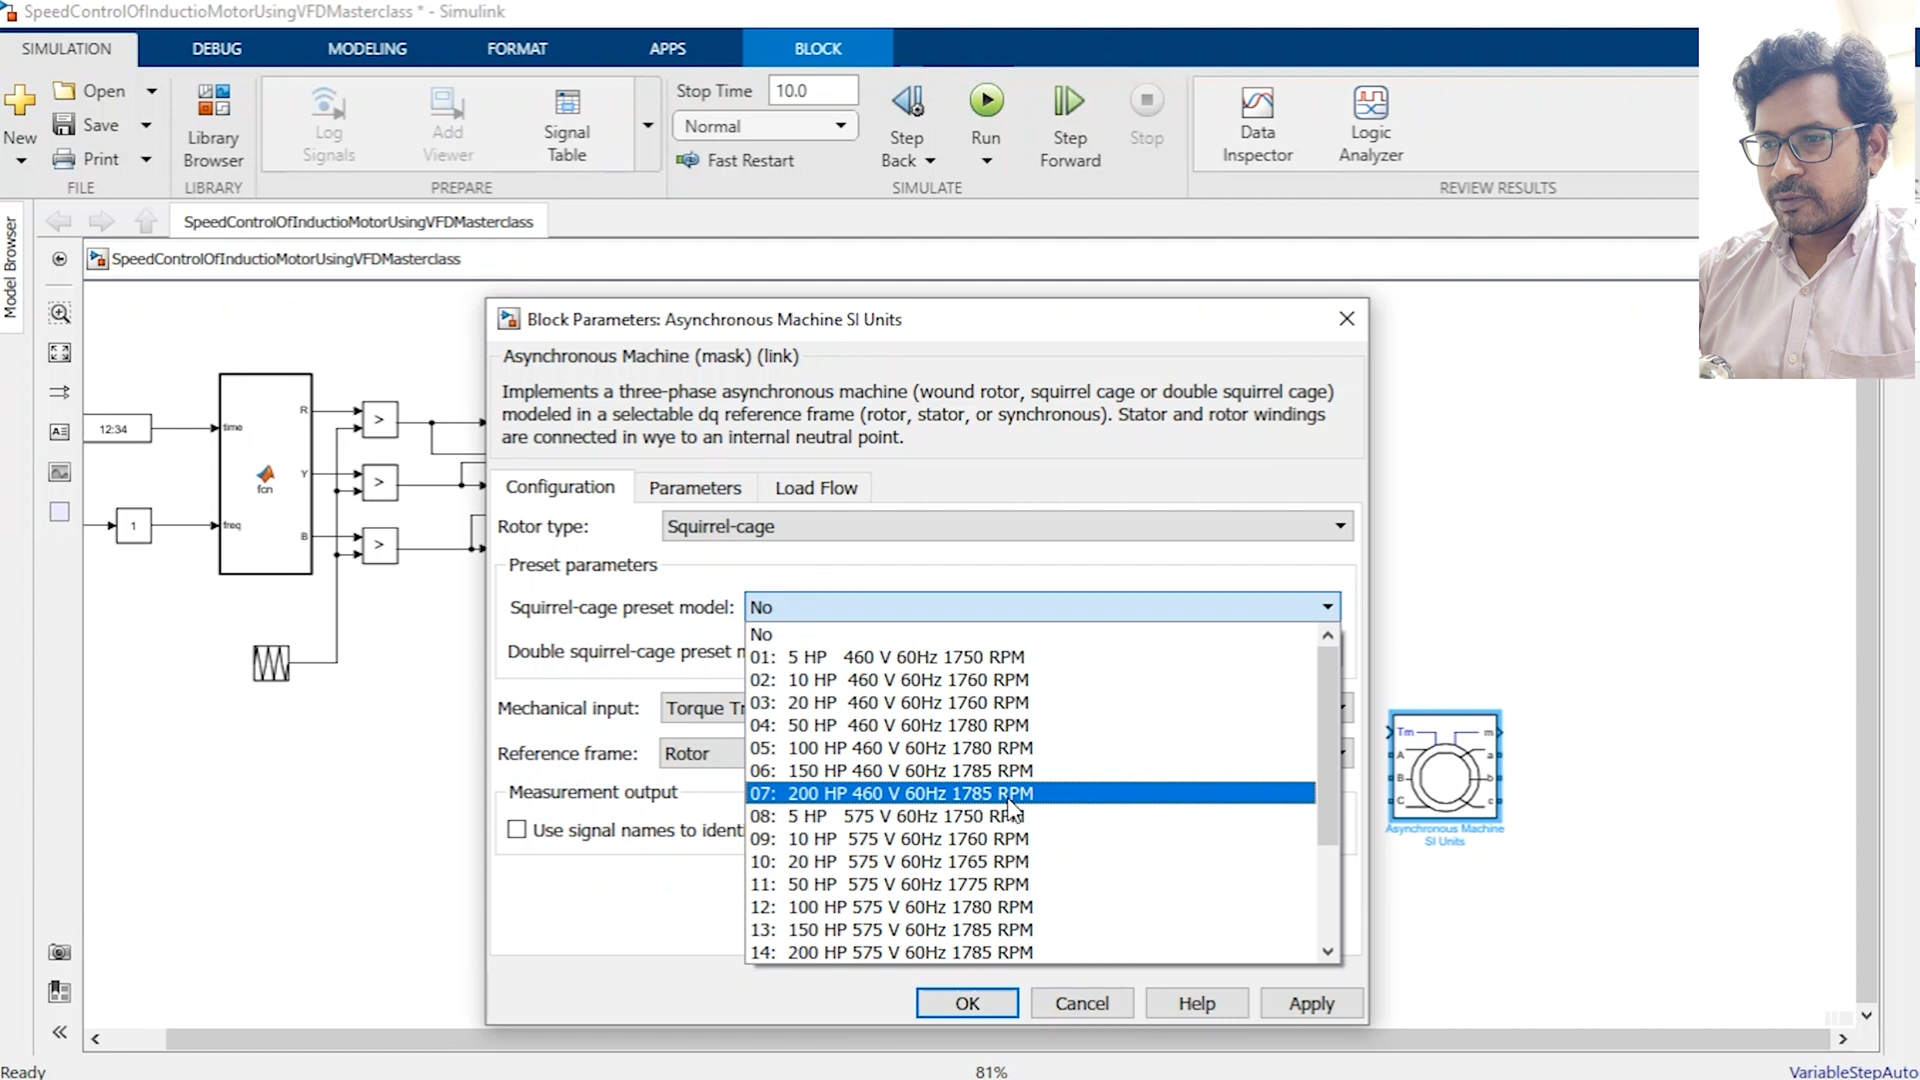 SpeedControlOfInductioMotorUsingVFDMasterclass * - Simulink
SIMULATION
DEBUG
MODELING
FORMAT
APPS
BLOCK
New
Open
Save
Print
FILE
Library
Browser
LIBRARY
Log
Signals
Add
Viewer
Signal
Table
PREPARE
Stop Time
10.0
Normal
Fast Restart
Step
Back
Run
Step
Forward
Stop
SIMULATE
Data
Inspector
Logic
Analyzer
REVIEW RESULTS
SpeedControlOfInductioMotorUsingVFDMasterclass
SpeedControlOfInductioMotorUsingVFDMasterclass
Model Browser
12:34
time
R
Y
fcn
1
freq
B
>
>
>
Block Parameters: Asynchronous Machine SI Units
Asynchronous Machine (mask) (link)
Implements a three-phase asynchronous machine (wound rotor, squirrel cage or double squirrel cage)
modeled in a selectable dq reference frame (rotor, stator, or synchronous). Stator and rotor windings
are connected in wye to an internal neutral point.
Configuration
Parameters
Load Flow
Rotor type:
Squirrel-cage
Preset parameters
Squirrel-cage preset model:
No
Double squirrel-cage preset
Mechanical input:
Torque
Reference frame:
Rotor
Measurement output
Use signal names to
No
01: 5 HP 460 V 60Hz 1750 RPM
02: 10 HP 460 V 60Hz 1760 RPM
03: 20 HP 460 V 60Hz 1760 RPM
04: 50 HP 460 V 60Hz 1780 RPM
05: 100 HP 460 V 60Hz 1780 RPM
06: 150 HP 460 V 60Hz 1785 RPM
07: 200 HP 460 V 60Hz 1785 RPM
08: 5 HP 575 V 60Hz 1750 RPM
09: 10 HP 575 V 60Hz 1760 RPM
10: 20 HP 575 V 60Hz 1765 RPM
11: 50 HP 575 V 60Hz 1775 RPM
12: 100 HP 575 V 60Hz 1780 RPM
13: 150 HP 575 V 60Hz 1785 RPM
14: 200 HP 575 V 60Hz 1785 RPM
OK
Cancel
Help
Apply
Tm
m
A
a
B
b
C
c
Asynchronous Machine
SI Units
Ready
81%
VariableStepAuto